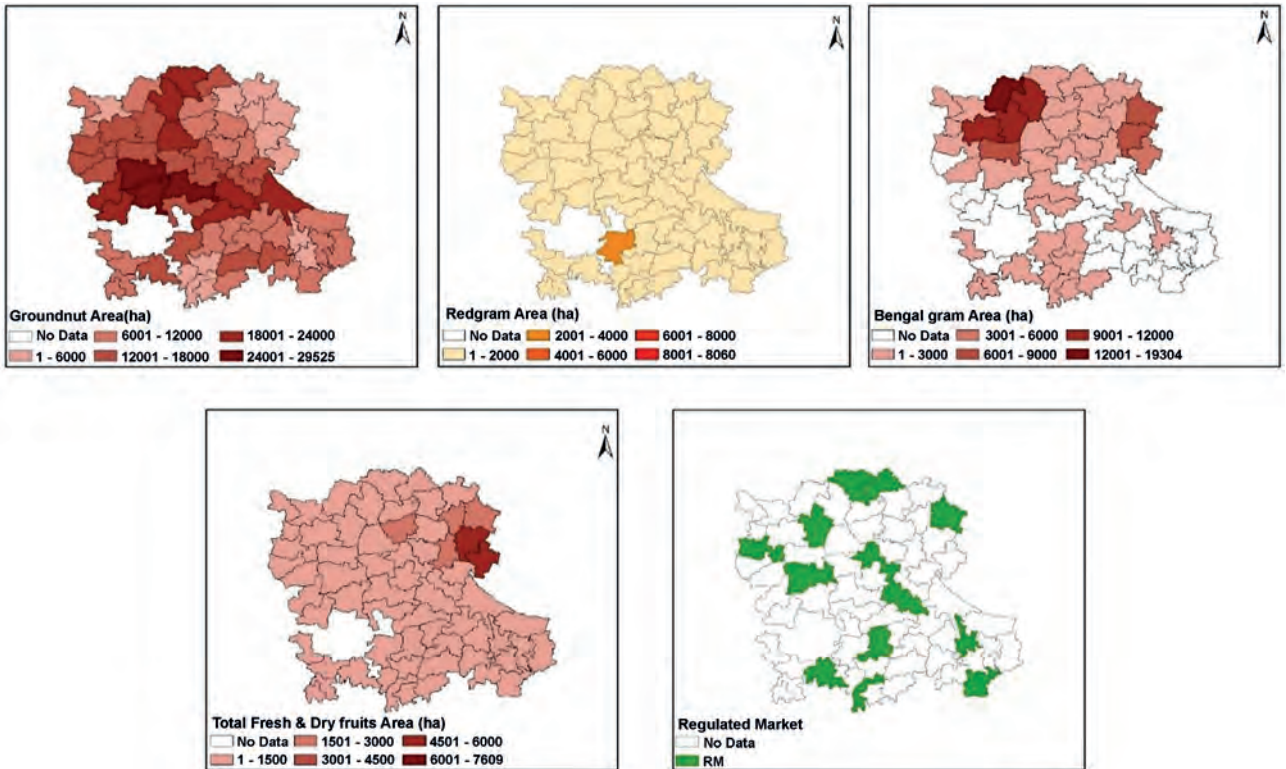 N
N
N
Groundnut Area(ha)
No Data 6001 - 12000 18001 - 24000
1 - 6000 12001 - 18000 24001 - 29525
Redgram Area (ha)
No Data 2001 - 4000 6001 - 8000
1 - 2000 4001 - 6000 8001 - 8060
Bengal gram Area (ha)
No Data 3001 - 6000 9001 - 12000
1 - 3000 6001 - 9000 12001 - 19304
N
Total Fresh & Dry fruits Area (ha)
No Data 1501 - 3000 4501 - 6000
1 - 1500 3001 - 4500 6001 - 7609
Regulated Market
No Data
RM